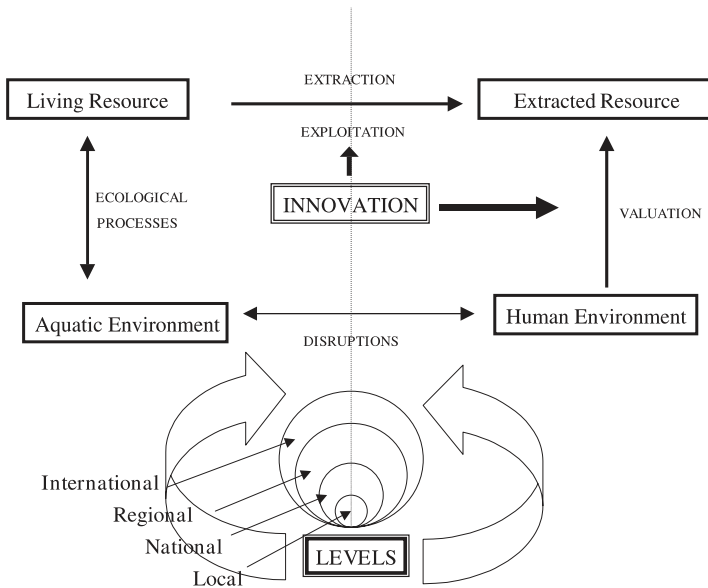 EXTRACTION
Living Resource
Extracted Resource
EXPLOITATION
ECOLOGICAL
PROCESSES
INNOVATION
VALUATION
Aquatic Environment
Human Environment
DISRUPTIONS
International
Regional
National
Local
LEVELS